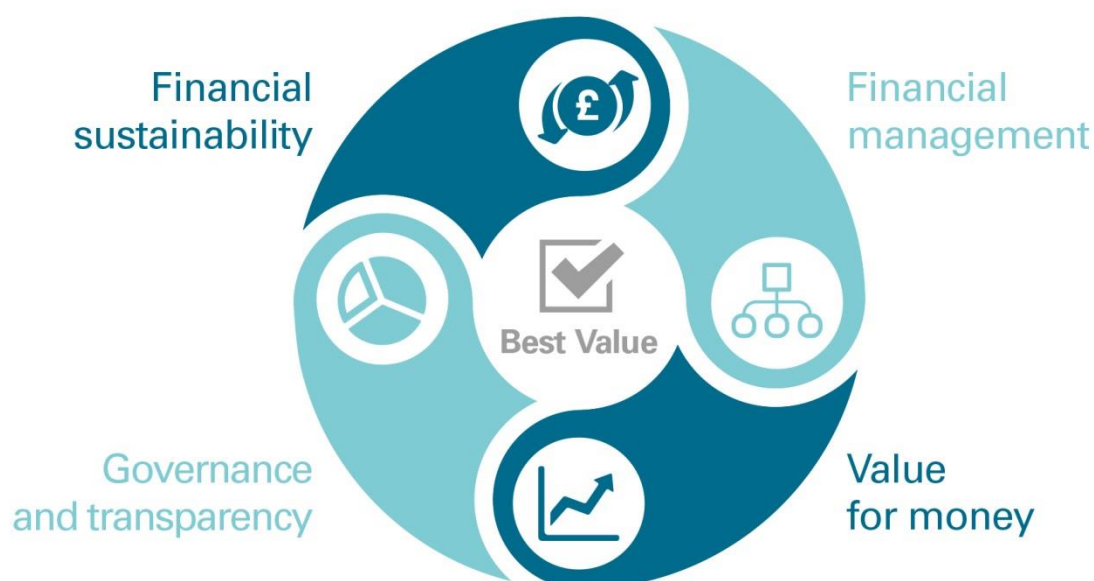 Financial
sustainability
Financial
management
£
Best Value
Governance
and transparency
Value
for money